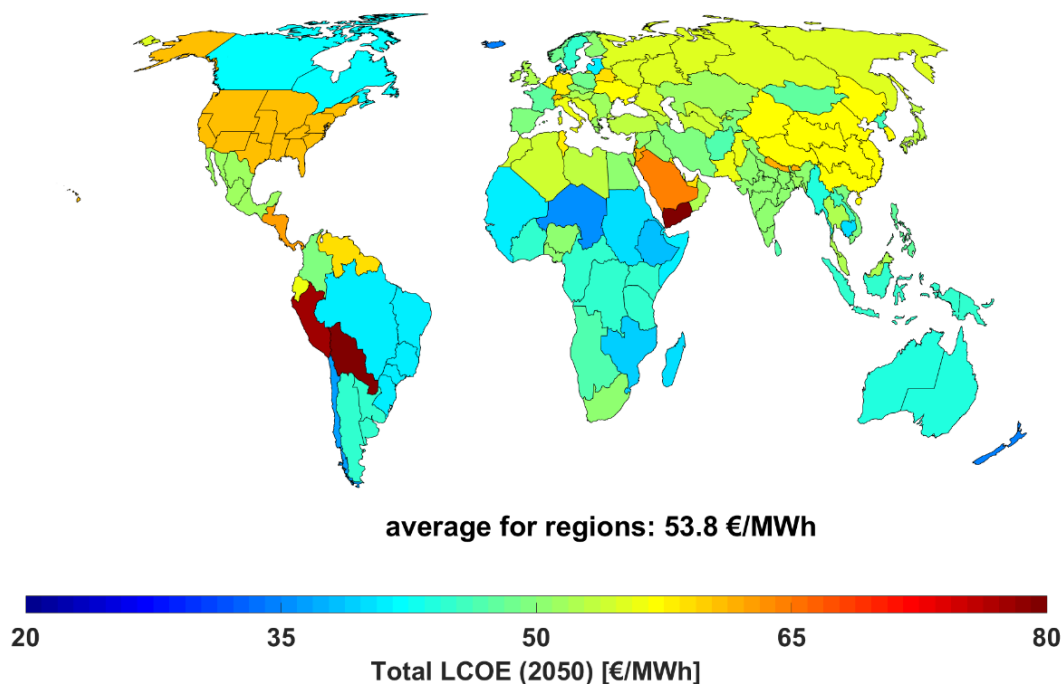 average for regions: 53.8 €/MWh
20 35 50 65 80
Total LCOE (2050) [€/MWh]